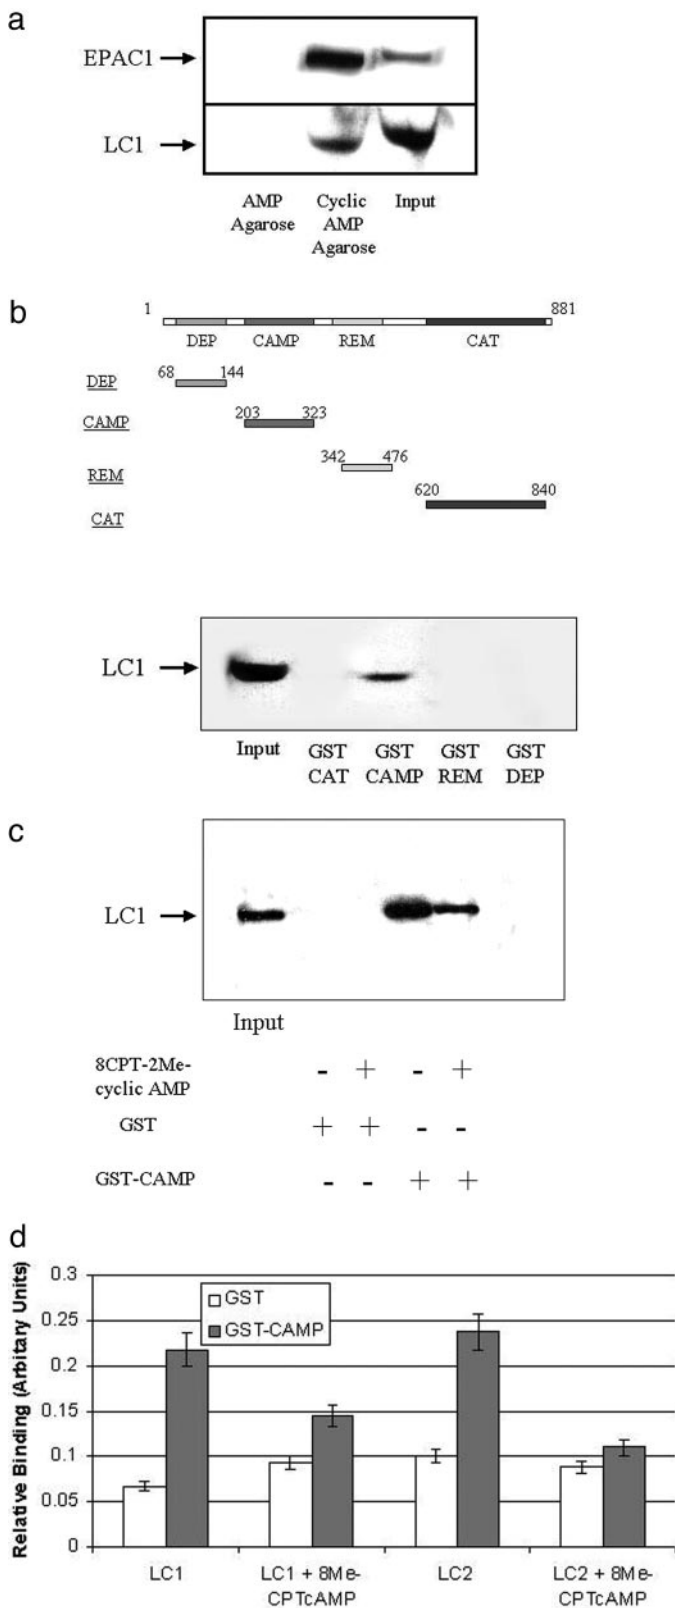 a
EPAC1
LC1
AMP Agarose
Cyclic AMP Agarose
Input
b
1
881
DEP CAMP REM CAT
DEP
68 144
CAMP
203 323
REM
342 476
CAT
620 840
LC1
Input
GST CAT
GST CAMP
GST REM
GST DEP
c
LC1
Input
8CPT-2Me-
cyclic AMP
- + - +
GST
+ + - -
GST-CAMP
- - + +
d
Relative Binding (Arbitary Units)
0.3
0.25
0.2
0.15
0.1
0.05
0
GST
GST-CAMP
LC1
LC1 + 8Me-
CPTcAMP
LC2
LC2 + 8Me-
CPTcAMP